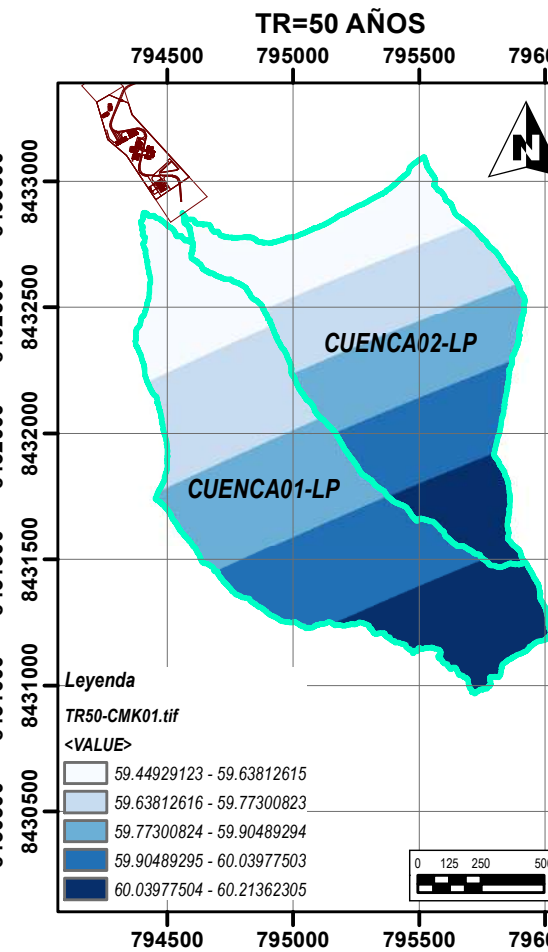 TR=50 AÑOS
794500 795000 795500
N
8433000
8432500
8432000
8431500
8431000
8430500
CUENCA02-LP
CUENCA01-LP
Leyenda
TR50-CMK01.tif
<VALUE>
59.44929123 - 59.63812615
59.63812616 - 59.77300823
59.77300824 - 59.90489294
59.90489295 - 60.03977503
60.03977504 - 60.21362305
0 125 250 500
794500 795000 795500